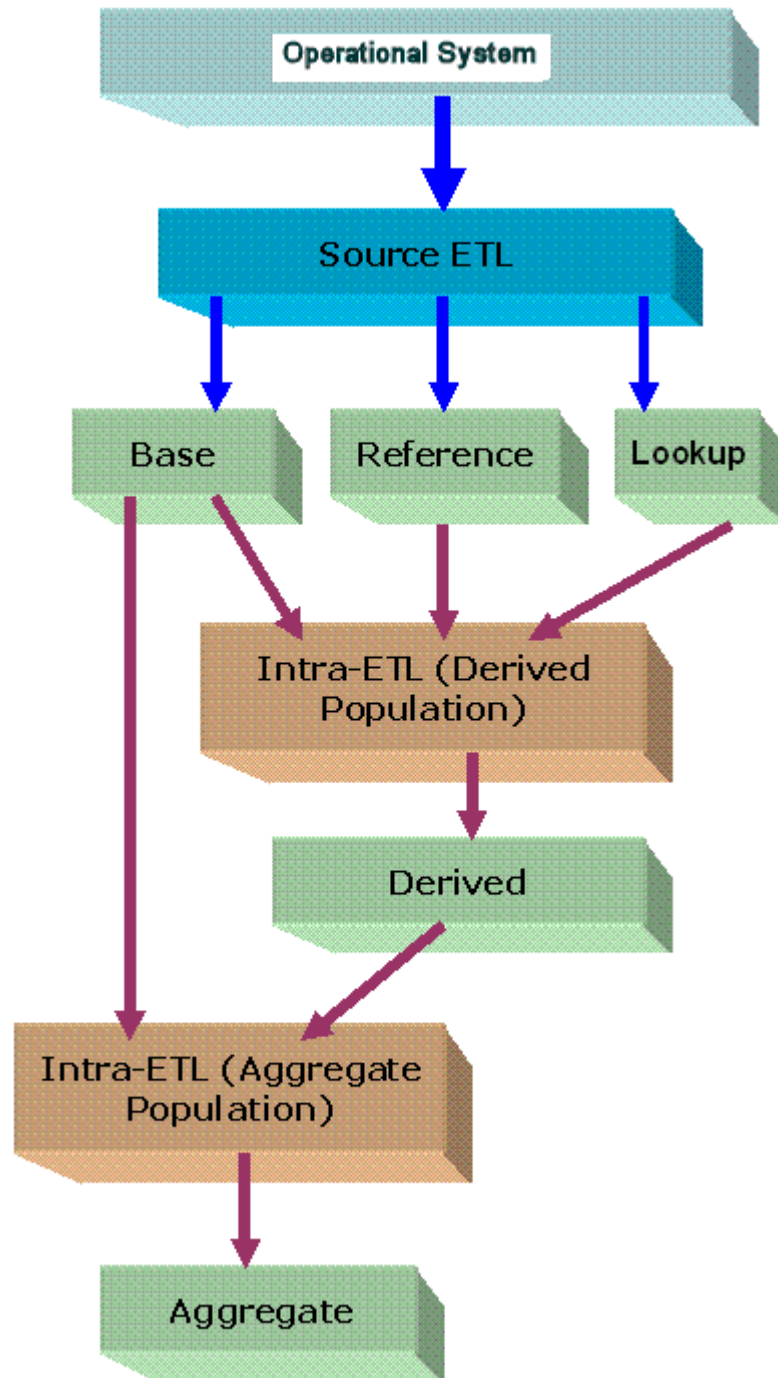 Operational System
Source ETL
Base
Reference
Lookup
Intra-ETL (Derived
Population)
Derived
Intra-ETL (Aggregate
Population)
Aggregate